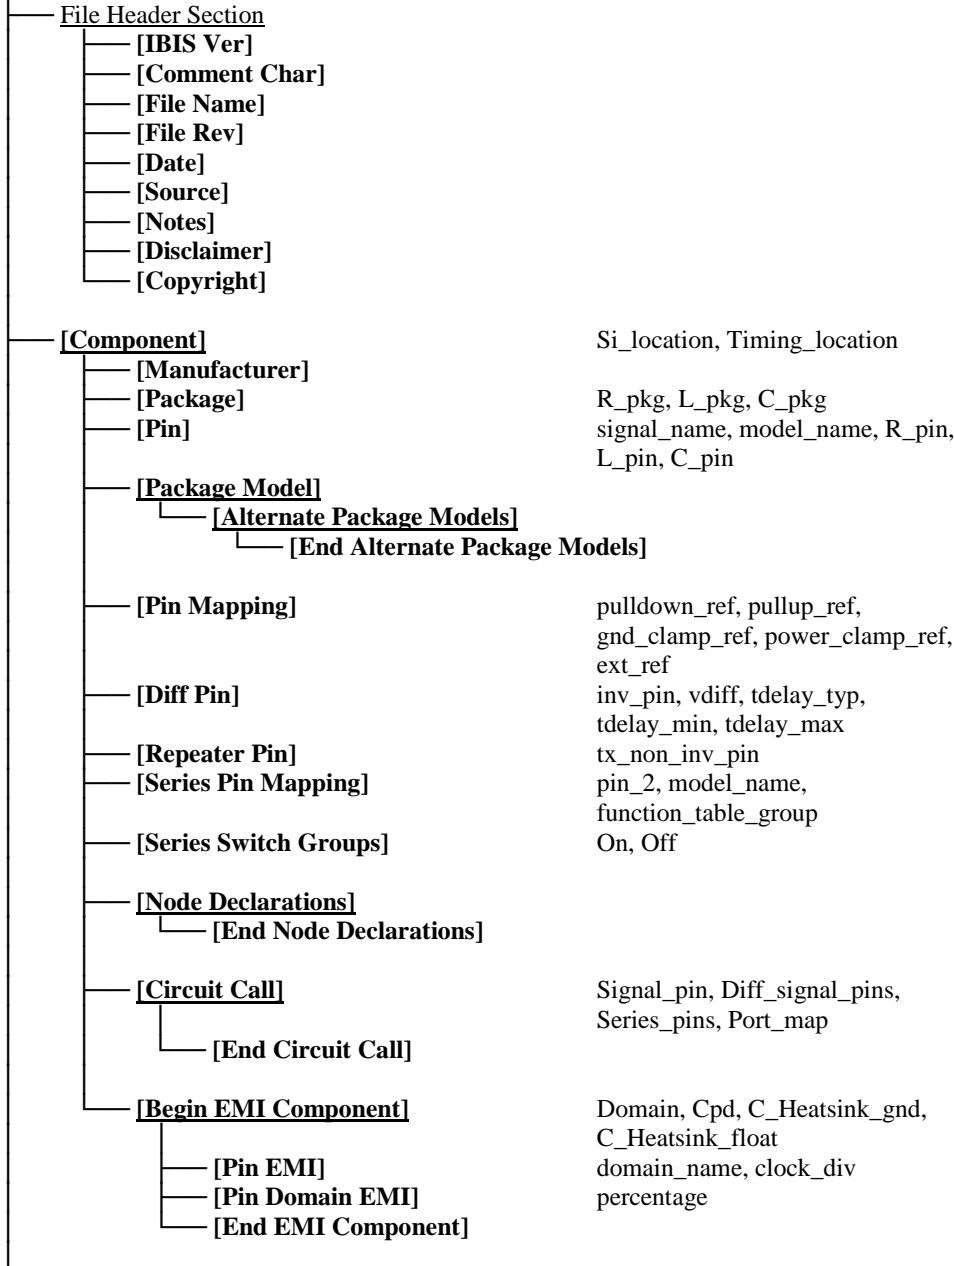 File Header Section
[IBIS Ver]
[Comment Char]
[File Name]
[File Rev]
[Date]
[Source]
[Notes]
[Disclaimer]
[Copyright]
[Component] Si_location, Timing_location
[Manufacturer]
[Package] R_pkg, L_pkg, C_pkg
[Pin] signal_name, model_name, R_pin,
L_pin, C_pin
[Package Model]
[Alternate Package Models]
[End Alternate Package Models]
[Pin Mapping] pulldown_ref, pullup_ref,
gnd_clamp_ref, power_clamp_ref,
ext_ref
[Diff Pin] inv_pin, vdiff, tdelay_typ,
tdelay_min, tdelay_max
[Repeater Pin] tx_non_inv_pin
[Series Pin Mapping] pin_2, model_name,
function_table_group
[Series Switch Groups] On, Off
[Node Declarations]
[End Node Declarations]
[Circuit Call] Signal_pin, Diff_signal_pins,
Series_pins, Port_map
[End Circuit Call]
[Begin EMI Component] Domain, Cpd, C_Heatsink_gnd,
C_Heatsink_float
[Pin EMI] domain_name, clock_div
[Pin Domain EMI] percentage
[End EMI Component]